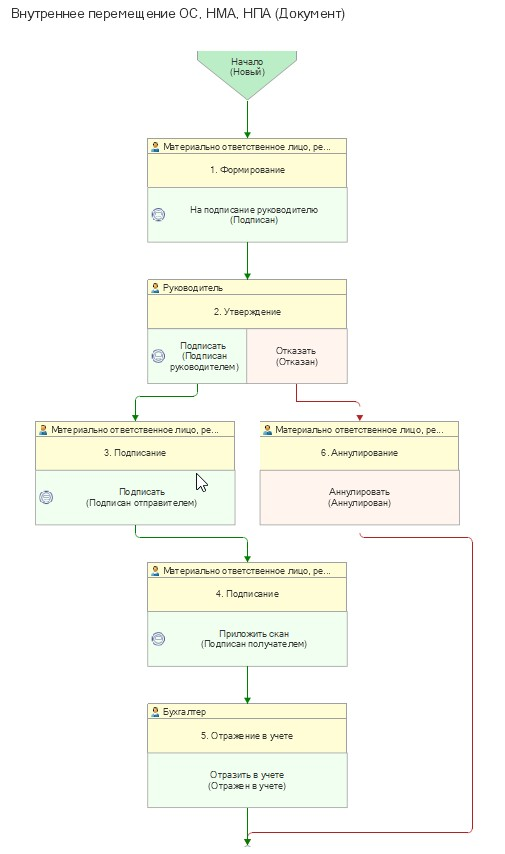 Внутреннее перемещение ОС, НМА, НПА (Документ)
Начало
(Новый)
Материально ответственное лицо, ре...
1. Формирование
На подписание руководителю
(Подписан)
Руководитель
2. Утверждение
Подписать
(Подписан
руководителем)
Отказать
(Отказан)
Материально ответственное лицо, ре...
3. Подписание
Подписать
(Подписан отправителем)
Материально ответственное лицо, ре...
6. Аннулирование
Аннулировать
(Аннулирован)
Материально ответственное лицо, ре...
4. Подписание
Приложить скан
(Подписан получателем)
Бухгалтер
5. Отражение в учете
Отразить в учете
(Отражен в учете)